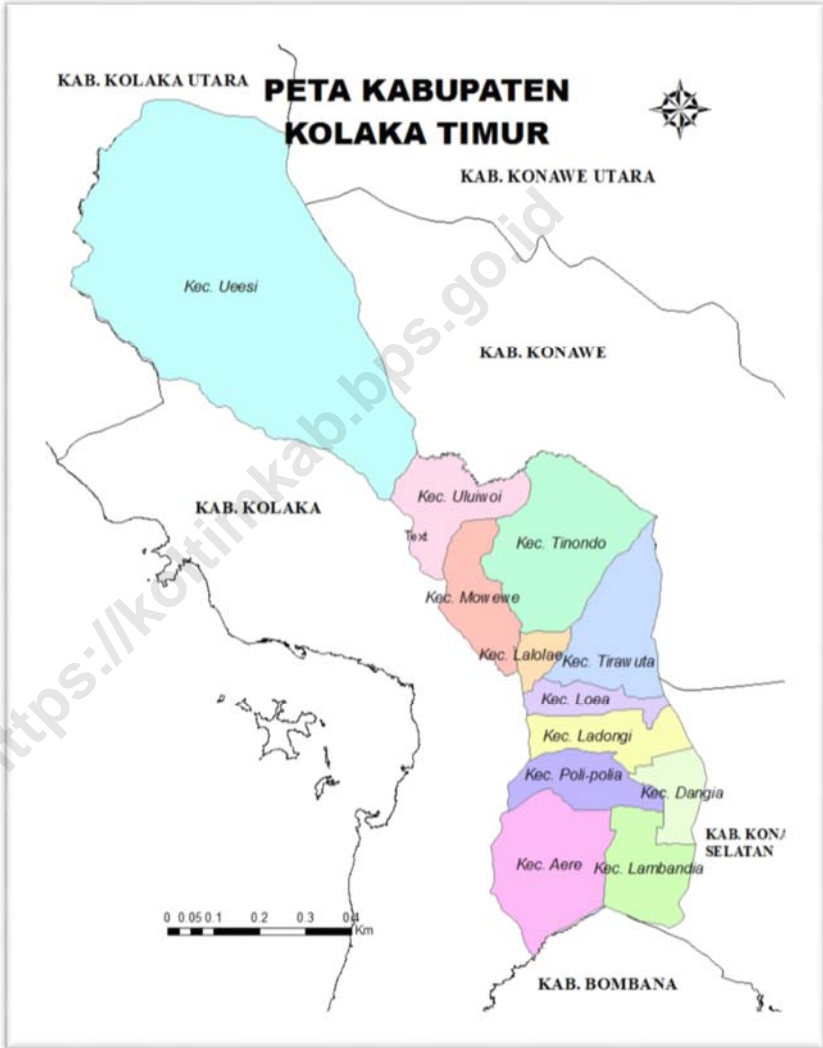 KAB. KOLAKA UTARA
PETA KABUPATEN
KOLAKA TIMUR
KAB. KONAWE UTARA
Kec. Ueesi
KAB. KONAWE
Kec. Uluiwoi
KAB. KOLAKA
Text
Kec. Tinondo
Kec. Mowewe
Kec. Lalolae
Kec. Tirawuta
Kec. Loea
Kec. Ladongi
Kec. Poli-polia
Kec. Dangia
KAB. KONA
SELATAN
Kec. Aere
Kec. Lambandia
0 0.05 0.1 0.2 0.3 0.4
Km
KAB. BOMBANA
https://koltimkab.bps.go.id